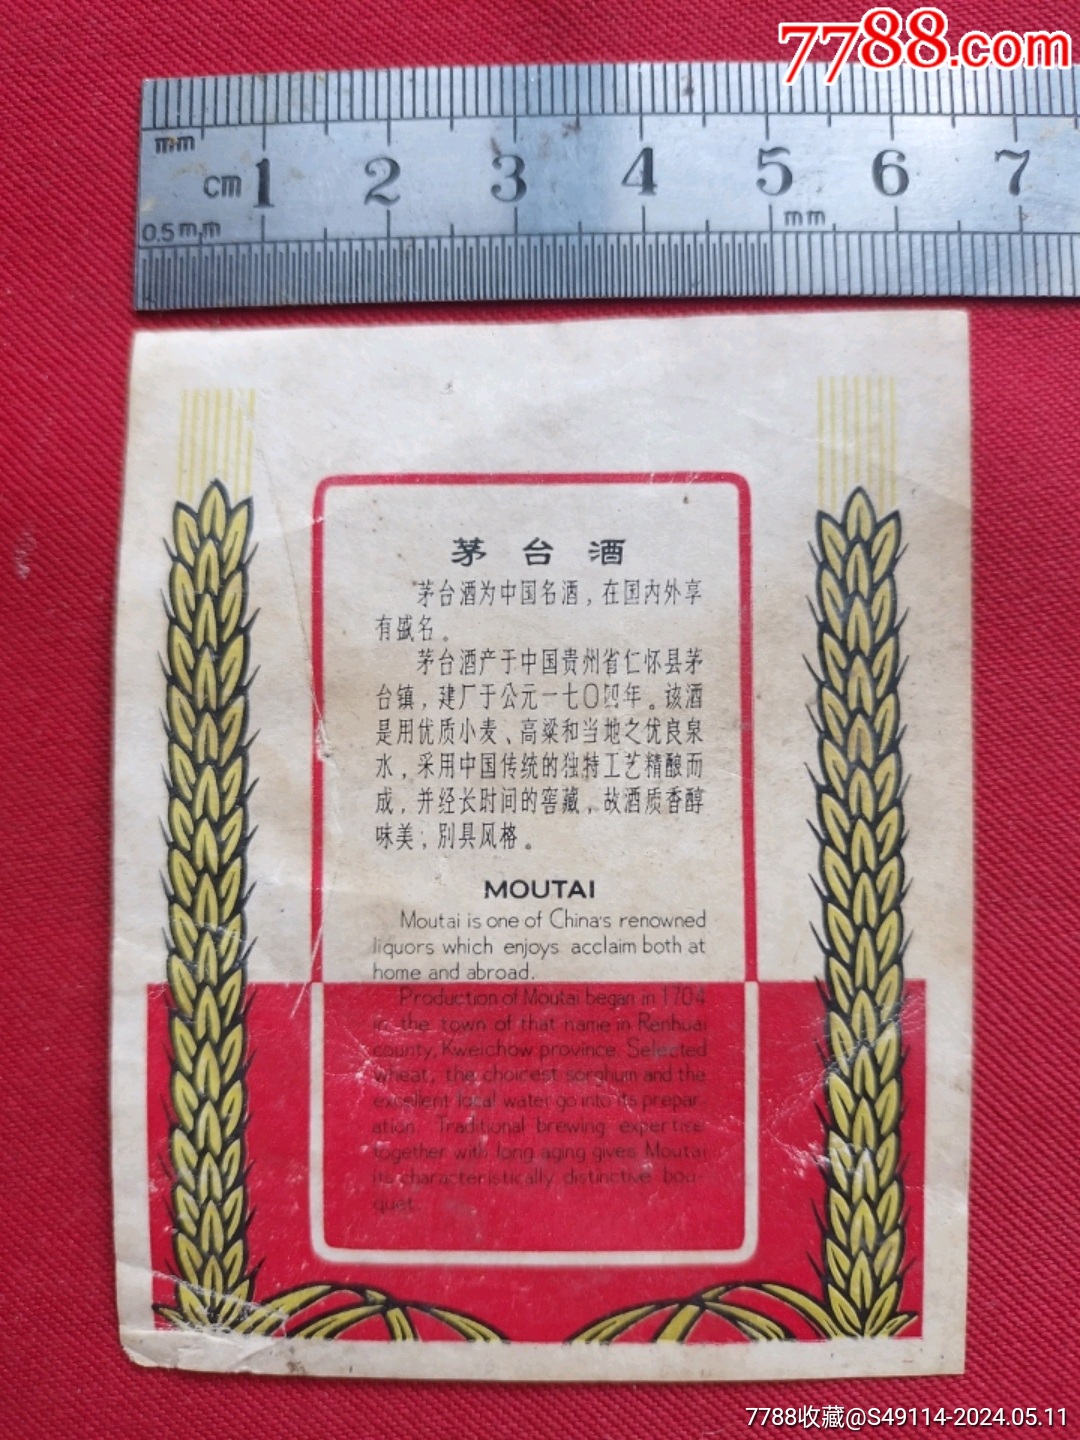 7788.com
mm
cm 1 2 3 4 5 6 7
mm
0.5mm
茅台酒
茅台酒为中国名酒，在国内外享
有盛名。
茅台酒产于中国贵州省仁怀县茅
台镇，建厂于公元一七〇四年。该酒
是用优质小麦、高粱和当地之优良泉
水，采用中国传统的独特工艺精酿而
成，并经长时间的窖藏，故酒质香醇
味美；别具风格。
MOUTAI
Moutai is one of China's renowned
liquors which enjoys acclaim both at
home and abroad.
Production of Moutai began in 1704
in the town of that name in Renhuai
county, Kweichow province. Selected
wheat, the choicest sorghum and the
excellent local water go into its prepar-
ation. Traditional brewing expertise
together with long aging gives Moutai
its characteristically distinctive bou-
quet.
7788收藏@S49114-2024.05.11